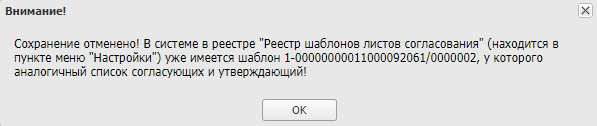 Внимание!
Сохранение отменено! В системе в реестре "Реестр шаблонов листов согласования" (находится в
пункте меню "Настройки") уже имеется шаблон 1-00000000011000092061/0000002, у которого
аналогичный список согласующих и утверждающий!
OK